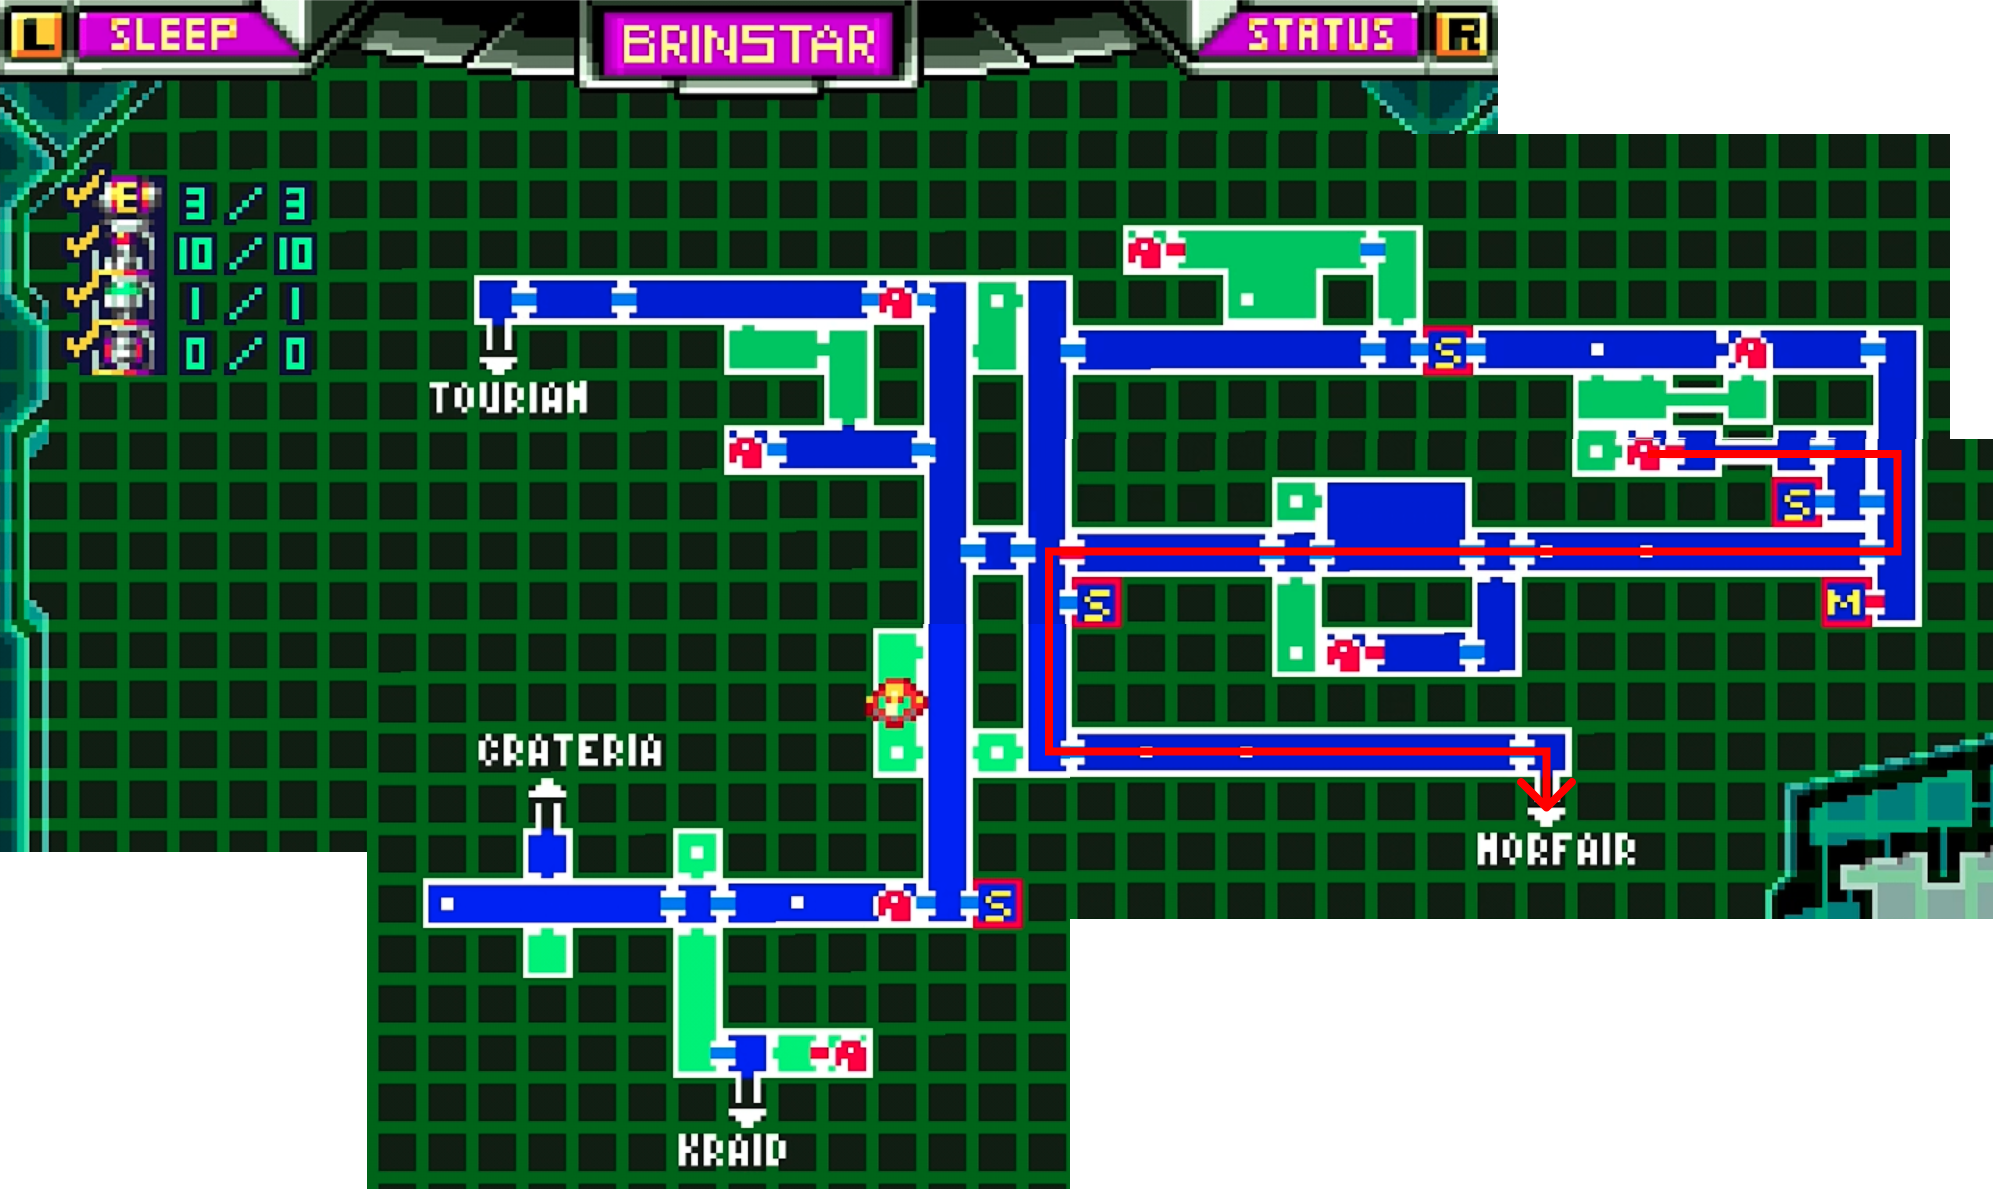 L SLEEP BRINSTAR STATUS R
E 3 / 3
10 / 10
1 / 1
0 / 0
S
TOURIAN
S
S
M
CRATERIA
NORFAIR
S
KRAID